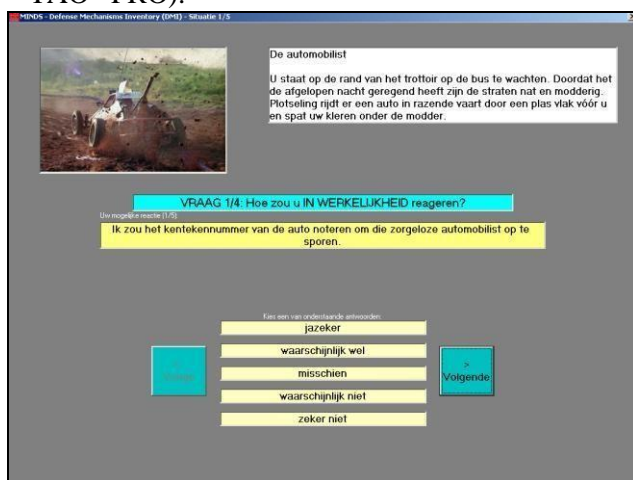 TAO - PRO).
MINDS - Defense Mechanisms Inventory (DMI) - Situatie 1/5
De automobilist
U staat op de rand van het trottoir op de bus te wachten. Doordat het
de afgelopen nacht geregend heeft zijn de straten nat en modderig.
Plotseling rijdt er een auto in razende vaart door een plas vlak vóór u
en spat uw kleren onder de modder.
VRAAG 1/4: Hoe zou u IN WERKELIJKHEID reageren?
Uw mogelijke reactie (1/5):
Ik zou het kentekennummer van de auto noteren om die zorgeloze automobilist op te
sporen.
Kies een van onderstaande antwoorden:
jazeker
waarschijnlijk wel
misschien
waarschijnlijk niet
zeker niet
>
Volgende